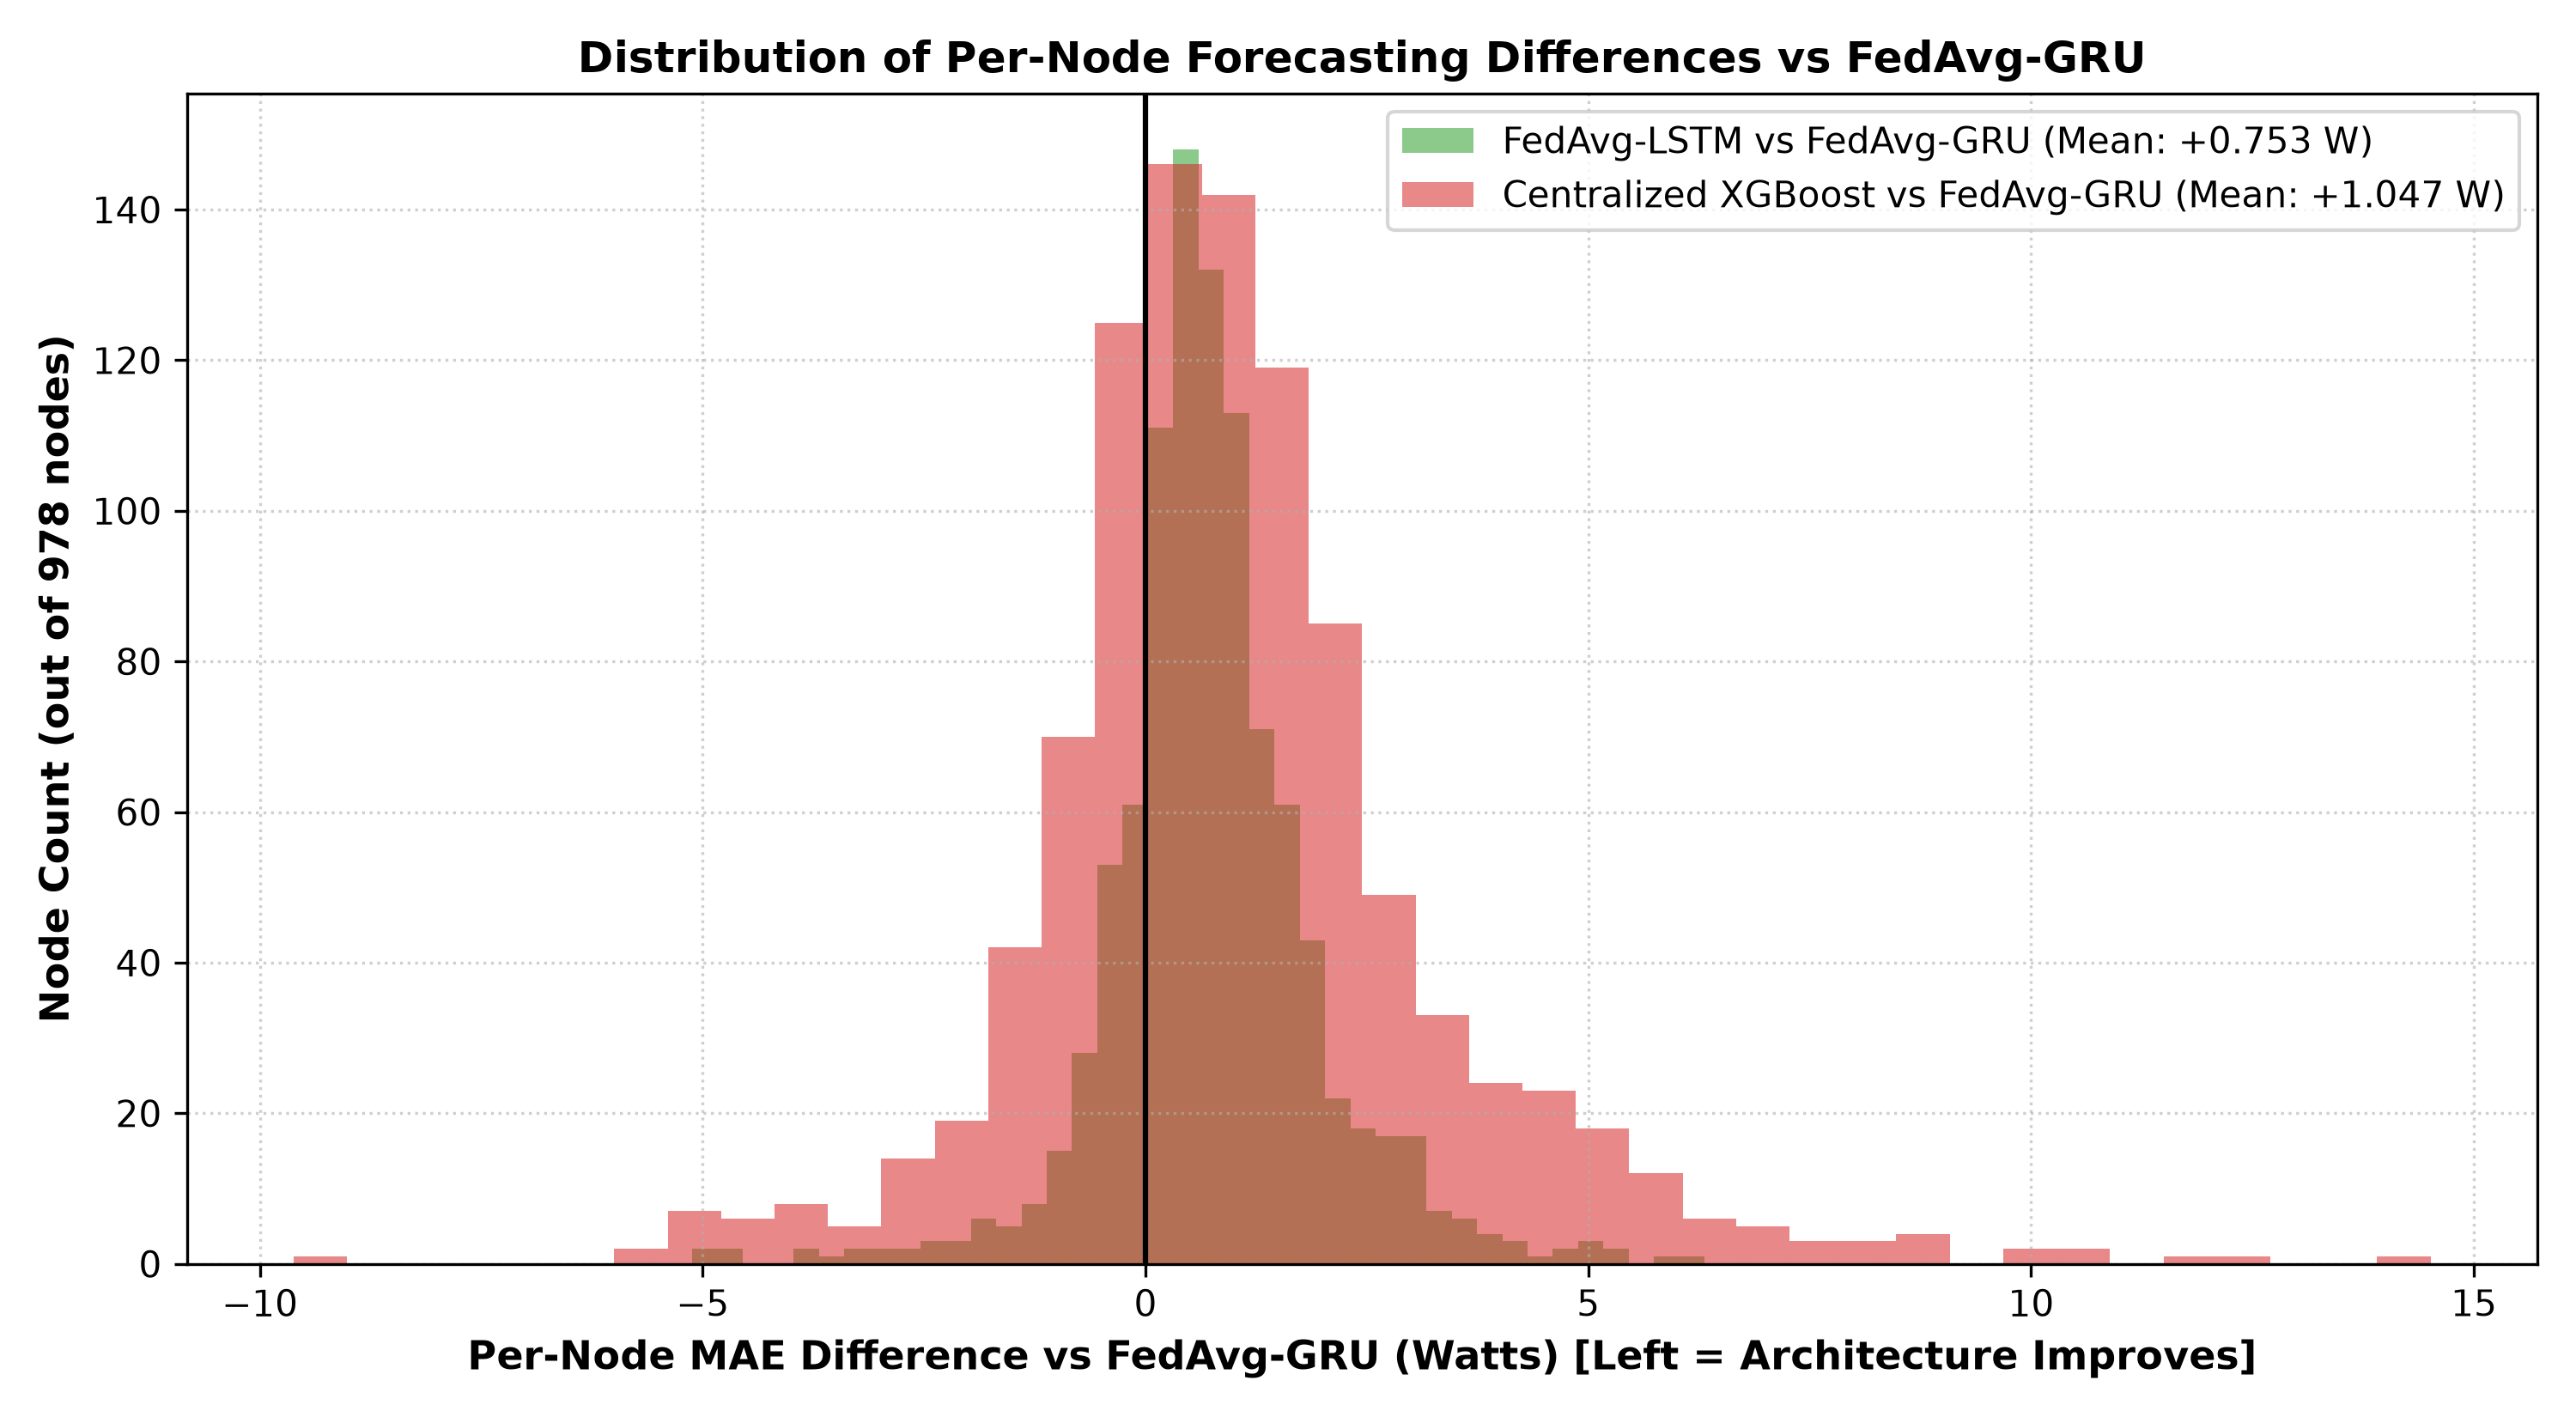 Distribution of Per-Node Forecasting Differences vs FedAvg-GRU
FedAvg-LSTM vs FedAvg-GRU (Mean: +0.753 W)
Centralized XGBoost vs FedAvg-GRU (Mean: +1.047 W)
Node Count (out of 978 nodes)
140
120
100
80
60
40
20
0
−10 −5 0 5 10 15
Per-Node MAE Difference vs FedAvg-GRU (Watts) [Left = Architecture Improves]